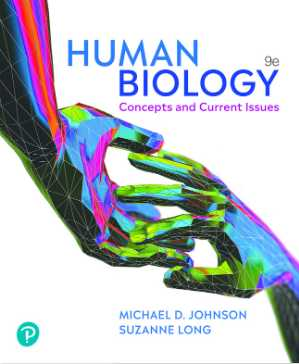 HUMAN
9e
BIOLOGY
Concepts and Current Issues
MICHAEL D. JOHNSON
SUZANNE LONG
P